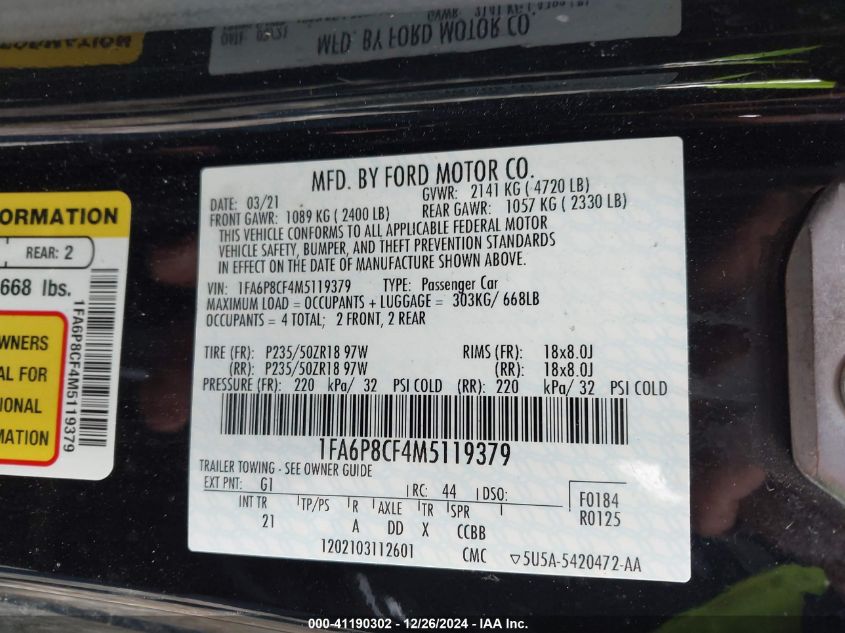 MFD. BY FORD MOTOR CO.
DATE: 03/21 GVWR: 2141 KG ( 4720 LB)
FRONT GAWR: 1089 KG ( 2400 LB) REAR GAWR: 1057 KG ( 2330 LB)
THIS VEHICLE CONFORMS TO ALL APPLICABLE FEDERAL MOTOR
VEHICLE SAFETY, BUMPER, AND THEFT PREVENTION STANDARDS
IN EFFECT ON THE DATE OF MANUFACTURE SHOWN ABOVE.
VIN: 1FA6P8CF4M5119379 TYPE: Passenger Car
MAXIMUM LOAD = OCCUPANTS + LUGGAGE = 303KG/ 668LB
OCCUPANTS = 4 TOTAL; 2 FRONT, 2 REAR
TIRE (FR): P235/50ZR18 97W RIMS (FR): 18x8.0J
(RR): P235/50ZR18 97W (RR): 18x8.0J
PRESSURE (FR): 220 kPa/ 32 PSI COLD (RR): 220 kPa/ 32 PSI COLD
1FA6P8CF4M5119379
TRAILER TOWING - SEE OWNER GUIDE
EXT PNT: G1 RC: 44 DSO: F0184
R0125
INT TR TP/PS R AXLE TR SPR
21 A DD X CCBB
1202103112601 CMC ▽5U5A-5420472-AA
ORMATION
REAR: 2
668 lbs.
WNERS
AL FOR
IONAL
MATION
1FA6P8CF4M5119379
MFD. BY FORD MOTOR CO.
000-41190302 - 12/26/2024 - IAA Inc.